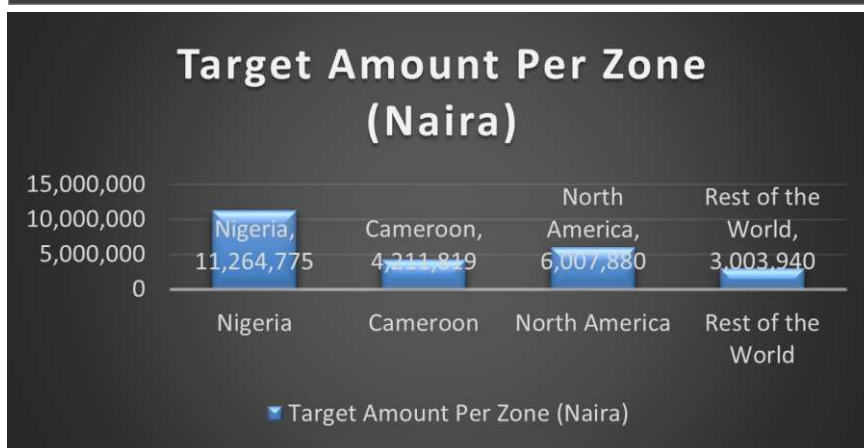 Target Amount Per Zone
(Naira)
15,000,000
10,000,000
5,000,000
0
Nigeria,
11,264,775
Cameroon,
4,211,819
North
America,
6,007,880
Rest of the
World,
3,003,940
Nigeria
Cameroon
North America
Rest of the
World
Target Amount Per Zone (Naira)